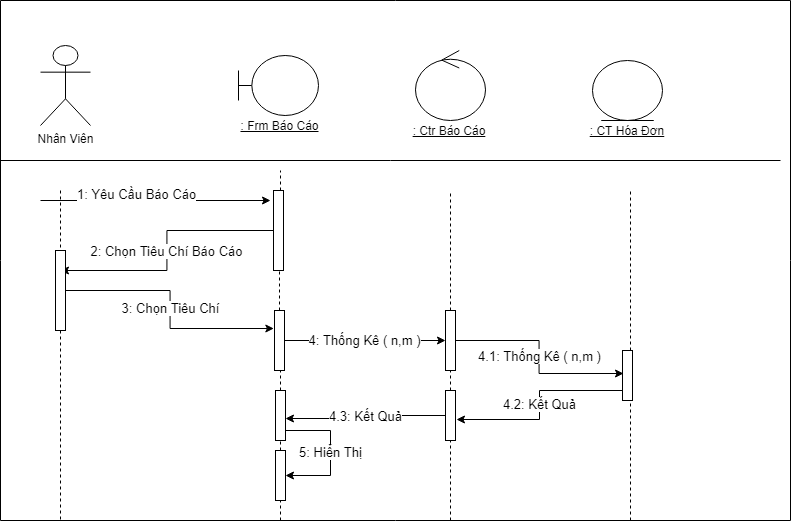 Nhân Viên
: Frm Báo Cáo
: Ctr Báo Cáo
: CT Hóa Đơn
1: Yêu Cầu Báo Cáo
2: Chọn Tiêu Chí Báo Cáo
3: Chọn Tiêu Chí
4: Thống Kê ( n,m )
4.1: Thống Kê ( n,m )
4.2: Kết Quả
4.3: Kết Quả
5: Hiển Thị